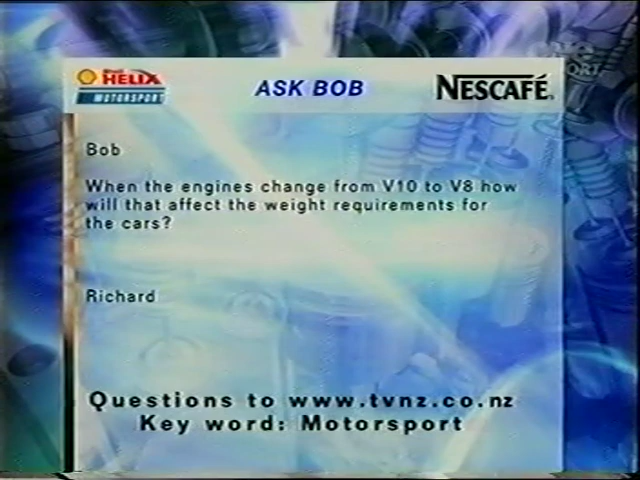 HELIX
MOTORSPORT
ASK BOB
NESCAFÉ
Bob
When the engines change from V10 to V8 how
will that affect the weight requirements for
the cars?
Richard
Questions to www.tvnz.co.nz
Key word: Motorsport